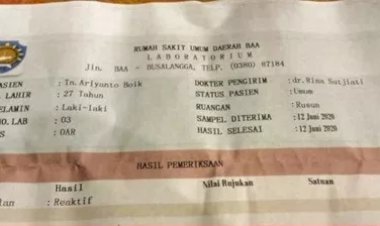 RUMAH SAKIT UMUM DAERAH BAA
LABORATORIUM
Jln. BAA - BUSALANGGA, TELP. (0380) 87184
ASIEN : Tn. Ariyanto Boik DOKTER PENGIRIM : dr. Rina Sutjiati
LAHIR : 27 Tahun STATUS PASIEN : Umum
ELAMIN : Laki-laki RUANGAN : Rusun
O. LAB : 03 SAMPEL DITERIMA : 12 Juni 2020
S : OAR HASIL SELESAI : 12 Juni 2020
HASIL PEMERIKSAAN
Hasil Nilai Rujukan Satuan
: Reaktif